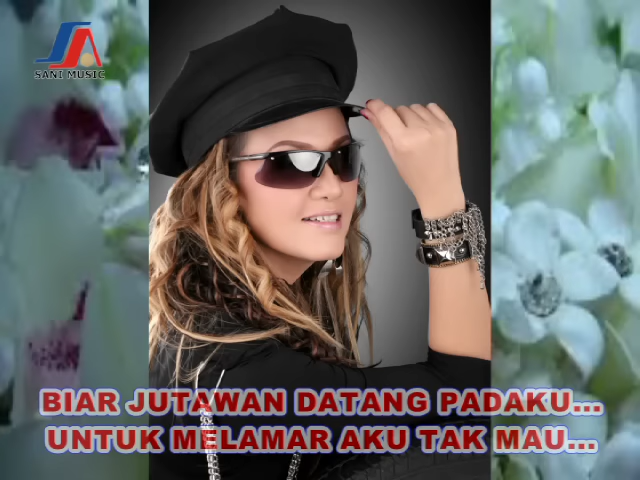 SANI MUSIC
BIAR JUTAWAN DATANG PADAKU...
UNTUK MELAMAR AKU TAK MAU...